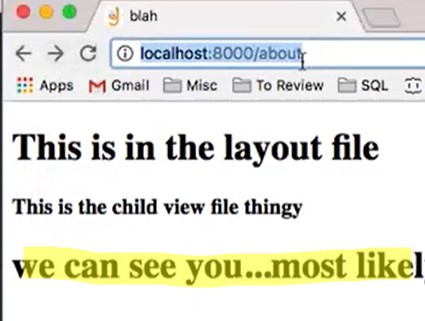 blah
localhost:8000/about
Apps Gmail Misc To Review SQL
This is in the layout file
This is the child view file thingy
we can see you...most likely